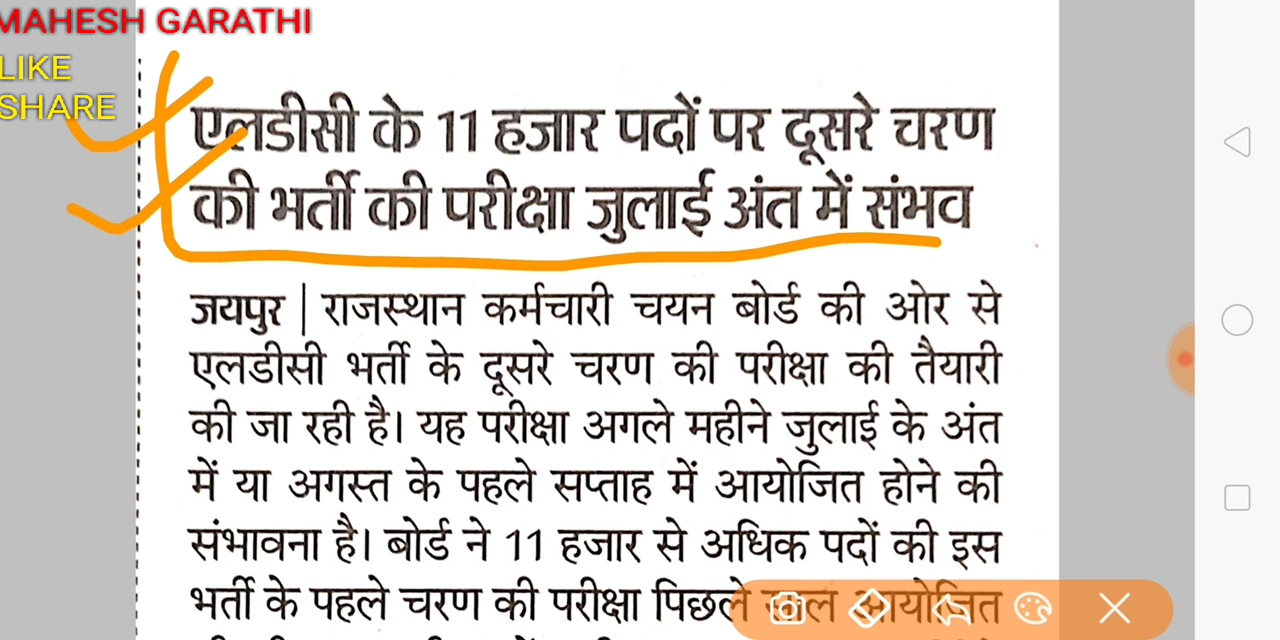 MAHESH GARATHI
LIKE
SHARE
एलडीसी के 11 हजार पदों पर दूसरे चरण
की भर्ती की परीक्षा जुलाई अंत में संभव
जयपुर | राजस्थान कर्मचारी चयन बोर्ड की ओर से
एलडीसी भर्ती के दूसरे चरण की परीक्षा की तैयारी
की जा रही है। यह परीक्षा अगले महीने जुलाई के अंत
में या अगस्त के पहले सप्ताह में आयोजित होने की
संभावना है। बोर्ड ने 11 हजार से अधिक पदों की इस
भर्ती के पहले चरण की परीक्षा पिछले साल आयोजित